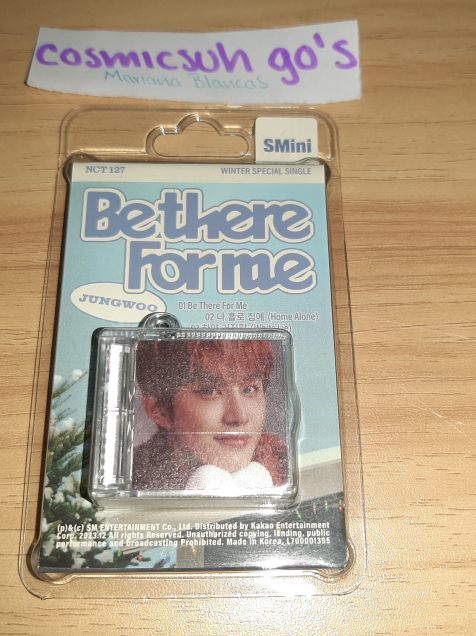 cosmicsuh go's
Mariana Blancas
SMini
NCT 127
WINTER SPECIAL SINGLE
Be there
For me
JUNGWOO
01 Be There For Me
02 나 홀로 집에 (Home Alone)
(p)&(c) SM ENTERTAINMENT Co., Ltd. Distributed by Kakao Entertainment
Corp. 2023.12 All rights Reserved. Unauthorized copying, lending, public
performance and broadcasting Prohibited. Made in Korea, L700001395